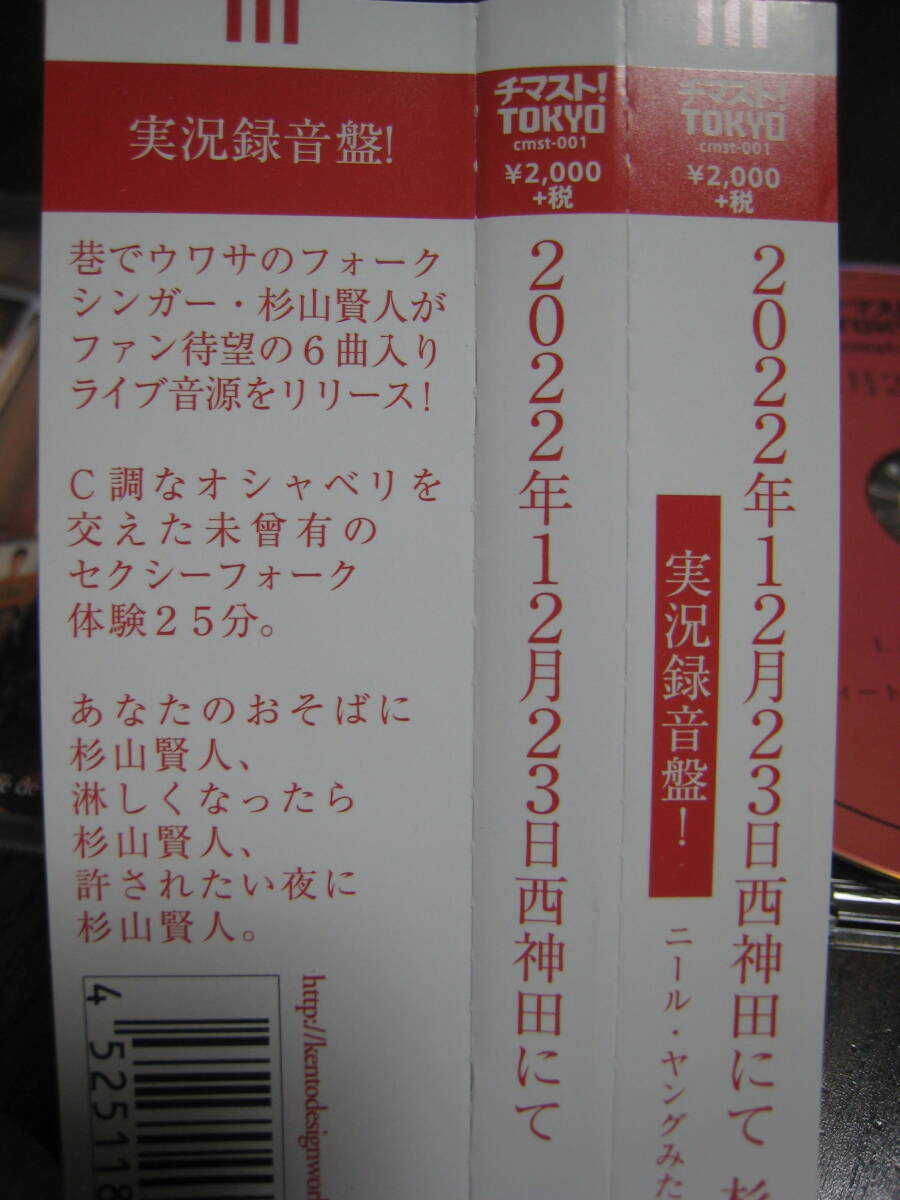 実況録音盤!
巷でウワサのフォーク
シンガー・杉山賢人が
ファン待望の6曲入り
ライブ音源をリリース!
C調なオシャベリを
交えた未曾有の
セクシーフォーク
体験25分。
あなたのおそばに
杉山賢人、
淋しくなったら
杉山賢人、
許されたい夜に
杉山賢人。
http://kentodesignwor
4 525118
チマスト!
TOKYO
cmst-001
¥2,000
+税
2022年12月23日西神田にて
チマスト!
TOKYO
cmst-001
¥2,000
+税
2022年12月23日西神田にて 杉
実況録音盤!
ニール・ヤングみた